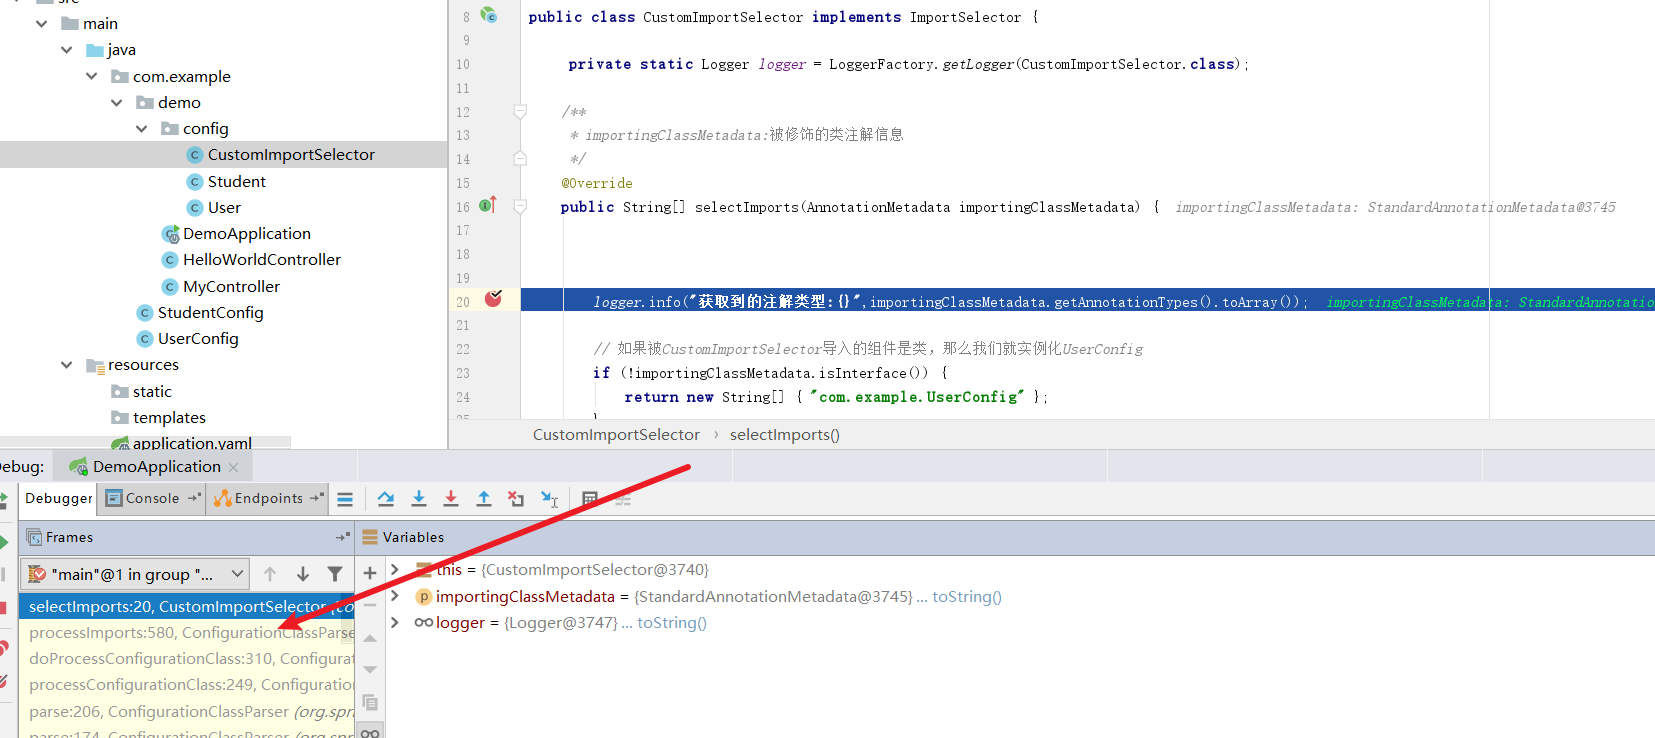 src
main
java
com.example
demo
config
CustomImportSelector
Student
User
DemoApplication
HelloWorldController
MyController
StudentConfig
UserConfig
resources
static
templates
application.yaml
8 public class CustomImportSelector implements ImportSelector {
9
10 private static Logger logger = LoggerFactory.getLogger(CustomImportSelector.class);
11
12 /**
13 * importingClassMetadata:被修饰的类注解信息
14 */
15 @Override
16 public String[] selectImports(AnnotationMetadata importingClassMetadata) { importingClassMetadata: StandardAnnotationMetadata@3745
17
18
19
20 logger.info("获取到的注解类型:{}",importingClassMetadata.getAnnotationTypes().toArray()); importingClassMetadata: StandardAnnotatio
21
22 // 如果被CustomImportSelector导入的组件是类，那么我们就实例化UserConfig
23 if (!importingClassMetadata.isInterface()) {
24 return new String[] { "com.example.UserConfig" };
25 }
CustomImportSelector › selectImports()
ebug: DemoApplication ×
Debugger Console Endpoints
Frames
Variables
"main"@1 in group "...
selectImports:20, CustomImportSelector (co
processImports:580, ConfigurationClassParse
doProcessConfigurationClass:310, Configurat
processConfigurationClass:249, Configuration
parse:206, ConfigurationClassParser (org.spri
parse:174, ConfigurationClassParser (org.spri
this = {CustomImportSelector@3740}
importingClassMetadata = {StandardAnnotationMetadata@3745} ... toString()
logger = {Logger@3747} ... toString()